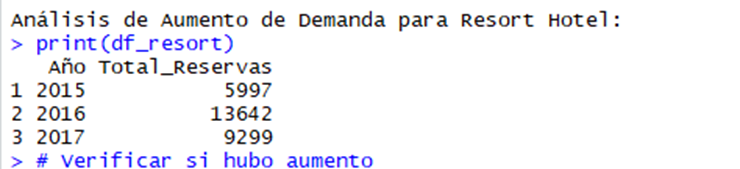 Análisis de Aumento de Demanda para Resort Hotel:
> print(df_resort)
Año Total_Reservas
1 2015 5997
2 2016 13642
3 2017 9299
> # Verificar si hubo aumento